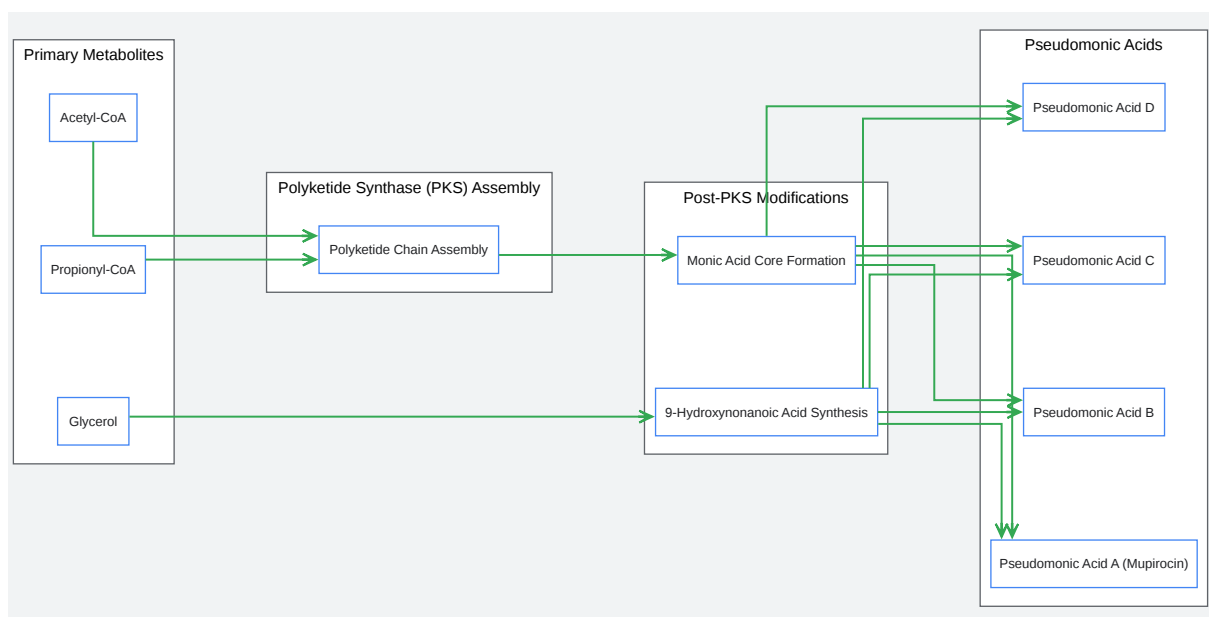 Primary Metabolites
Acetyl-CoA
Propionyl-CoA
Glycerol
Polyketide Synthase (PKS) Assembly
Polyketide Chain Assembly
Post-PKS Modifications
Monic Acid Core Formation
9-Hydroxynonanoic Acid Synthesis
Pseudomonic Acids
Pseudomonic Acid D
Pseudomonic Acid C
Pseudomonic Acid B
Pseudomonic Acid A (Mupirocin)